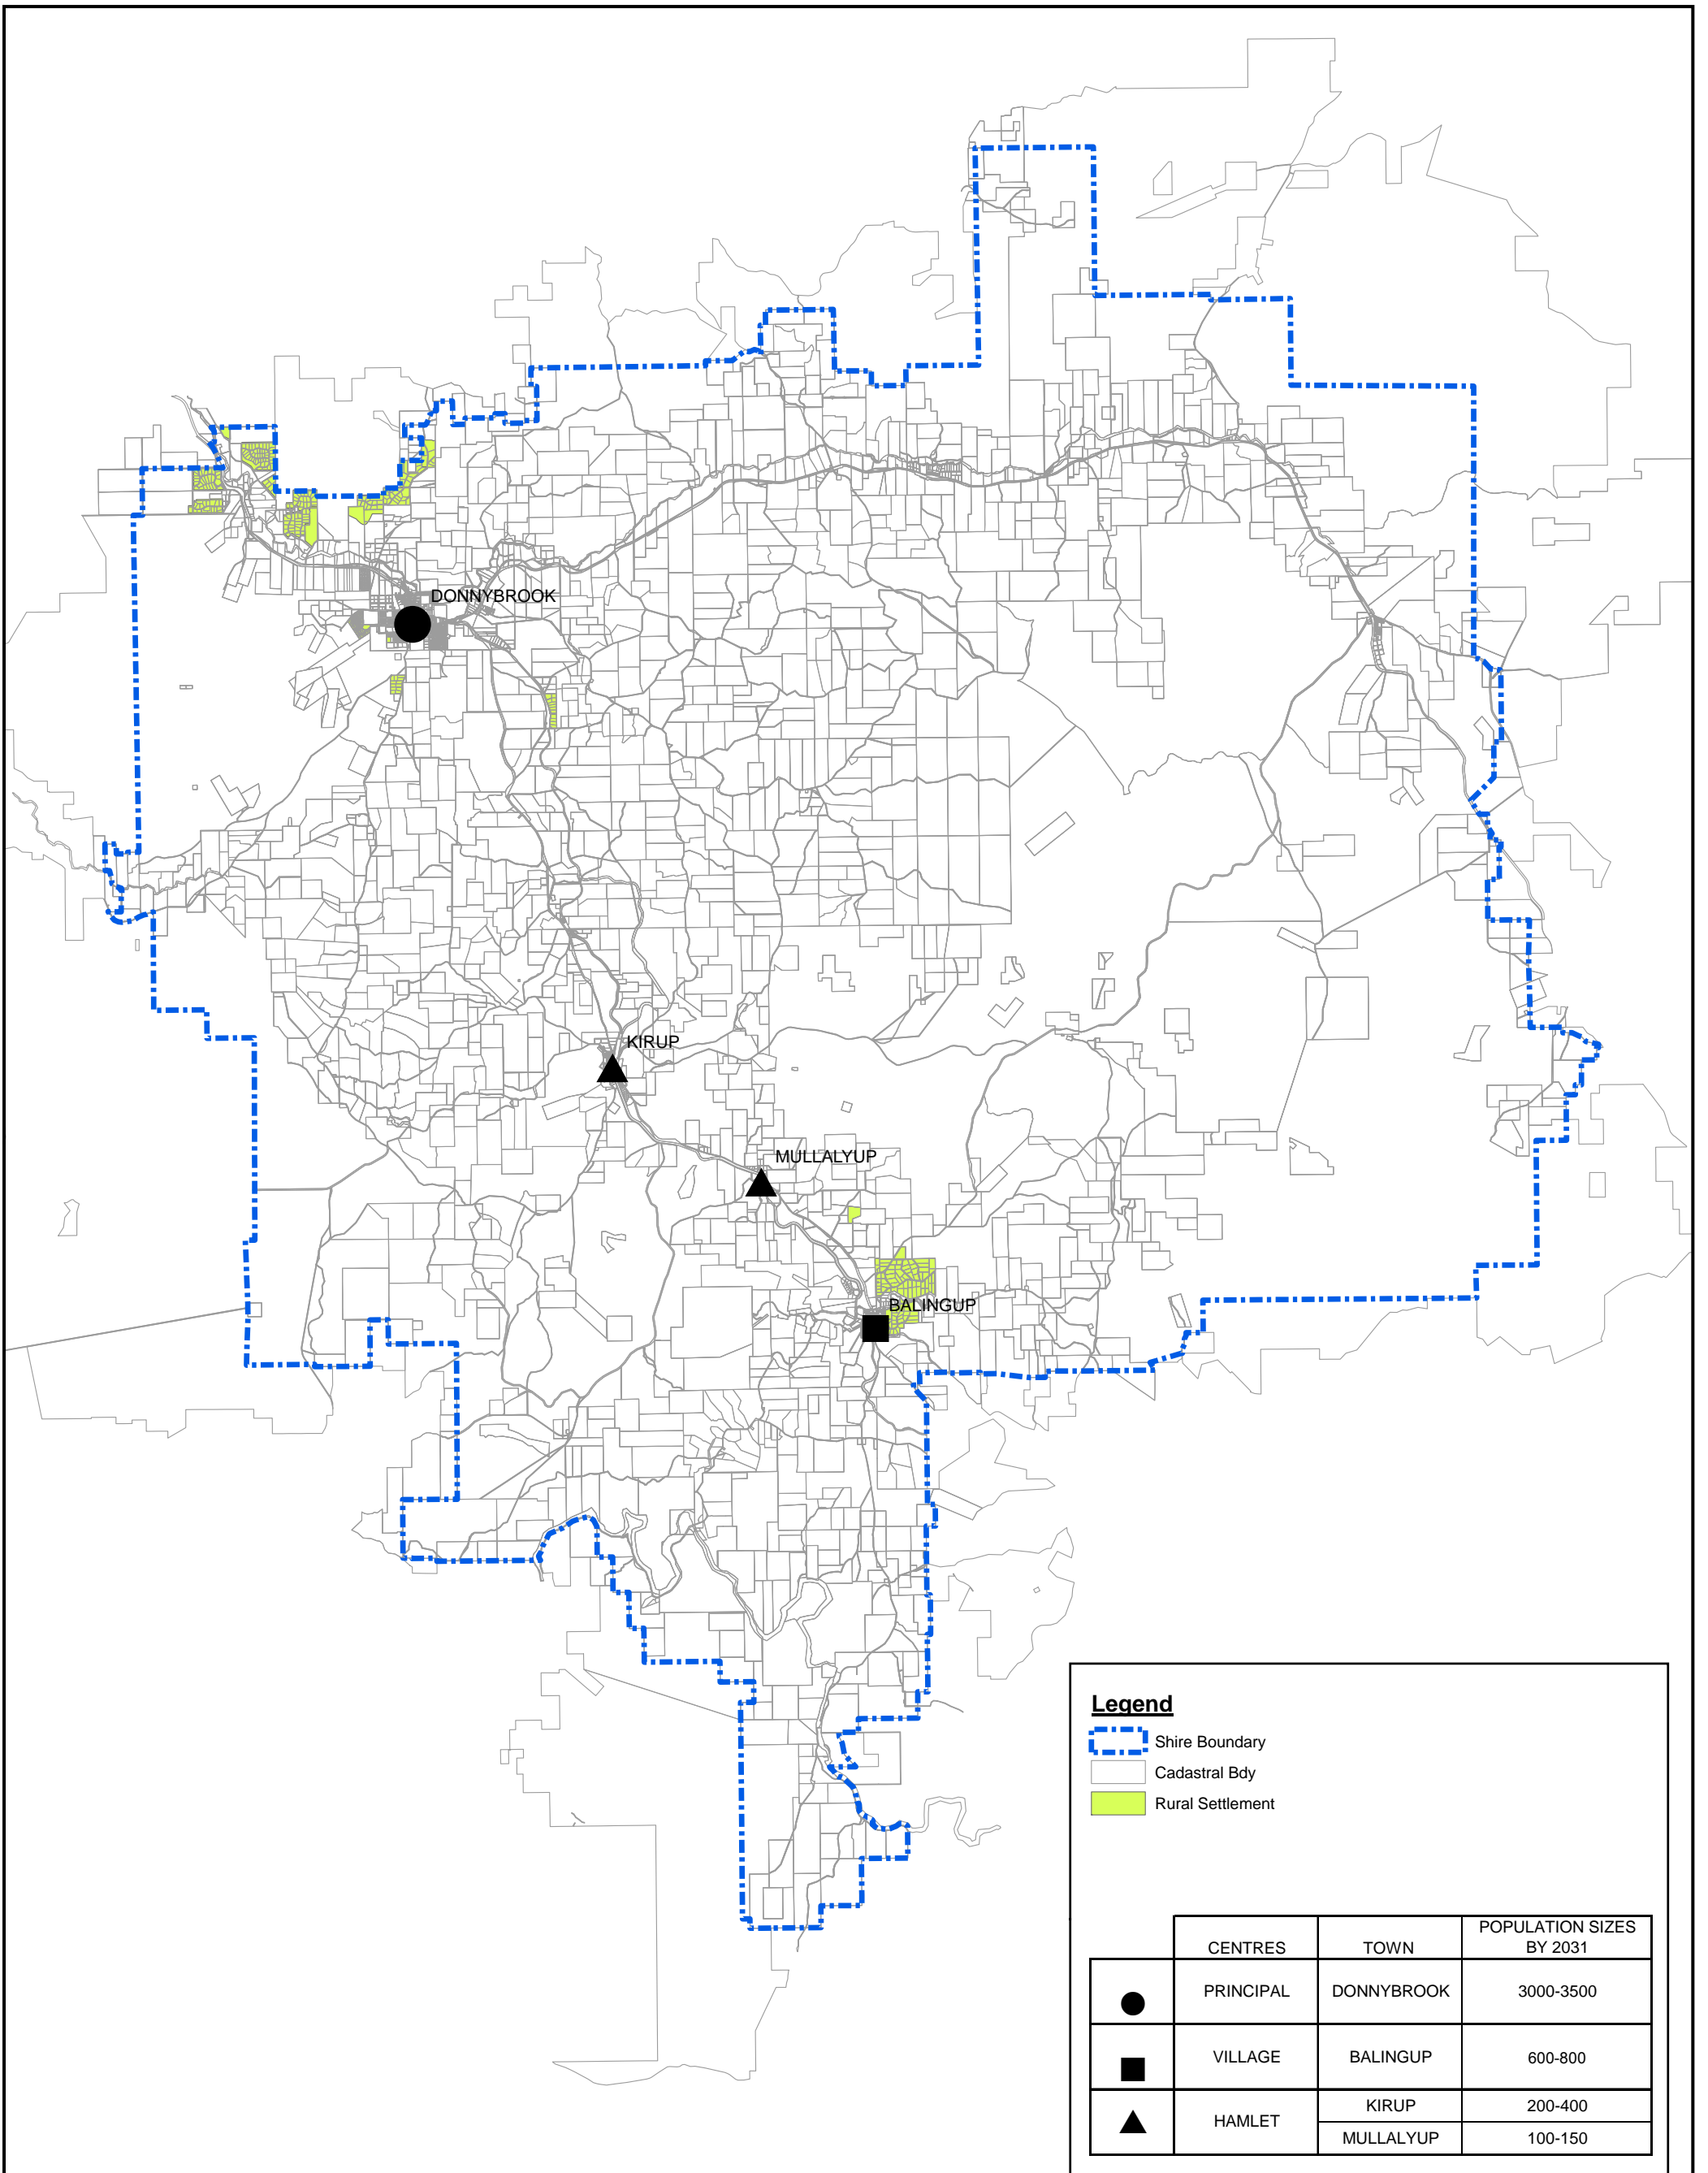 DONNYBROOK
KIRUP
MULLALYUP
BALINGUP
Legend
Shire Boundary
Cadastral Bdy
Rural Settlement
CENTRES TOWN POPULATION SIZES
BY 2031
PRINCIPAL DONNYBROOK 3000-3500
VILLAGE BALINGUP 600-800
HAMLET KIRUP 200-400
MULLALYUP 100-150